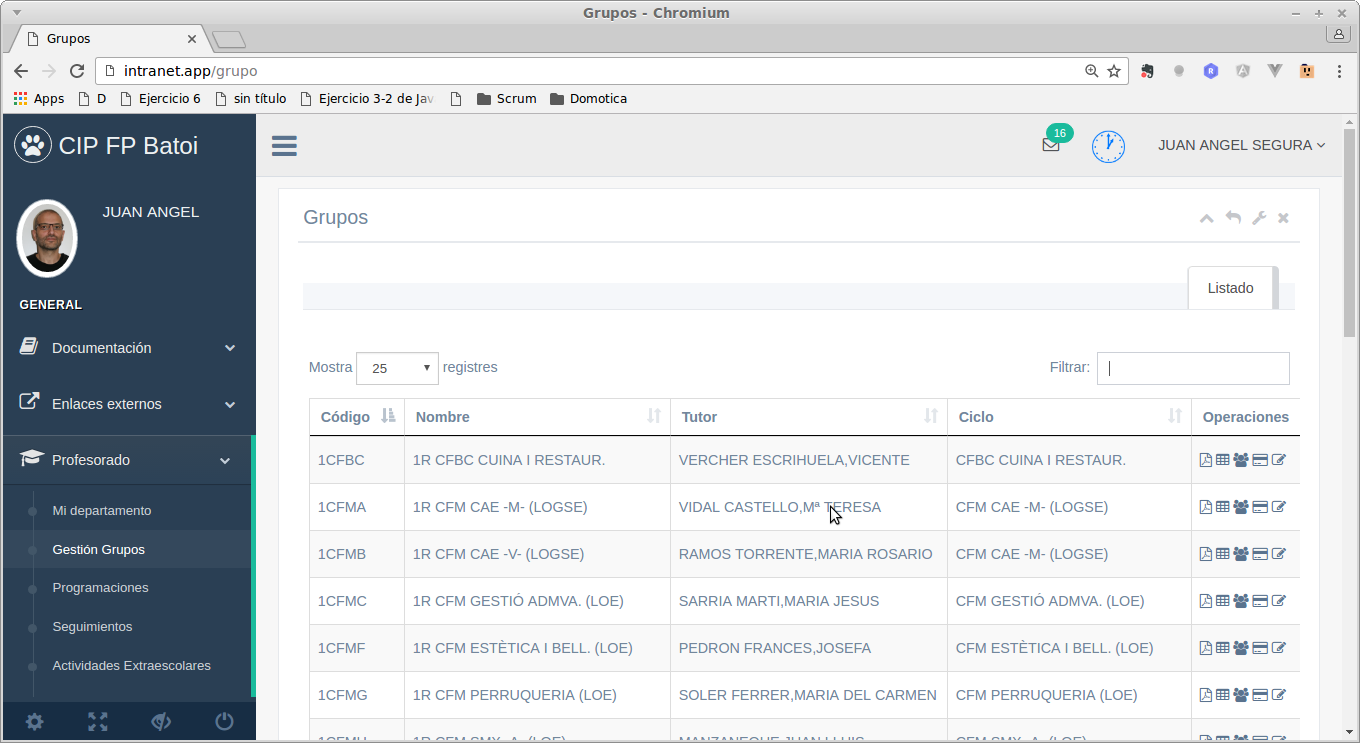 Grupos - Chromium
Grupos
intranet.app/grupo
Apps D Ejercicio 6 sin título Ejercicio 3-2 de Jav Scrum Domotica
CIP FP Batoi
16
JUAN ANGEL SEGURA
JUAN ANGEL
GENERAL
Documentación
Enlaces externos
Profesorado
Mi departamento
Gestión Grupos
Programaciones
Seguimientos
Actividades Extraescolares
Grupos
Listado
Mostra 25 registres
Filtrar:
Código Nombre Tutor Ciclo Operaciones
1CFBC 1R CFBC CUINA I RESTAUR. VERCHER ESCRIHUELA,VICENTE CFBC CUINA I RESTAUR.
1CFMA 1R CFM CAE -M- (LOGSE) VIDAL CASTELLO,Mª TERESA CFM CAE -M- (LOGSE)
1CFMB 1R CFM CAE -V- (LOGSE) RAMOS TORRENTE,MARIA ROSARIO CFM CAE -M- (LOGSE)
1CFMC 1R CFM GESTIÓ ADMVA. (LOE) SARRIA MARTI,MARIA JESUS CFM GESTIÓ ADMVA. (LOE)
1CFMF 1R CFM ESTÈTICA I BELL. (LOE) PEDRON FRANCES,JOSEFA CFM ESTÈTICA I BELL. (LOE)
1CFMG 1R CFM PERRUQUERIA (LOE) SOLER FERRER,MARIA DEL CARMEN CFM PERRUQUERIA (LOE)